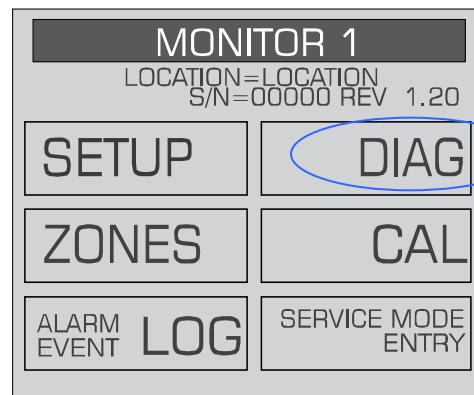 MONITOR 1
LOCATION=LOCATION
S/N=00000 REV 1.20
SETUP
DIAG
ZONES
CAL
ALARM EVENT LOG
SERVICE MODE ENTRY